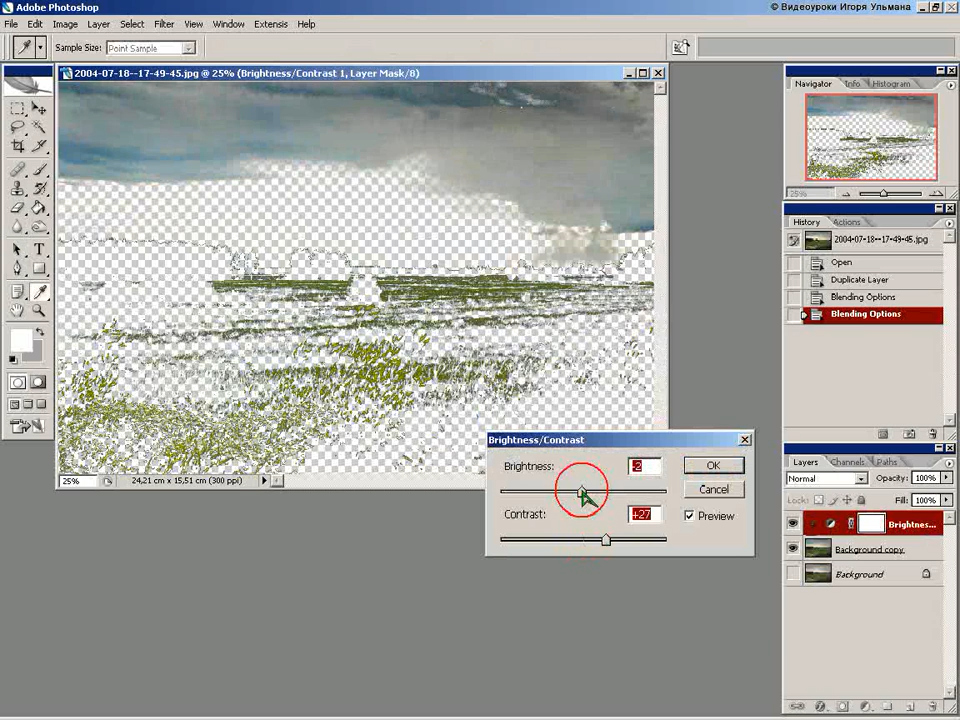 Adobe Photoshop
© Видеоуроки Игоря Ульмана
File Edit Image Layer Select Filter View Window Extensis Help
Sample Size: Point Sample
2004-07-18--17-49-45.jpg @ 25% (Brightness/Contrast 1, Layer Mask/8)
25% 24,21 cm x 15,51 cm (300 ppi)
Brightness/Contrast
Brightness: -2
OK
Cancel
Contrast: +27
Preview
Navigator Info Histogram
25%
History Actions
2004-07-18--17-49-45.jpg
Open
Duplicate Layer
Blending Options
Blending Options
Layers Channels Paths
Normal Opacity: 100%
Lock: Fill: 100%
Brightnes...
Background copy
Background
T